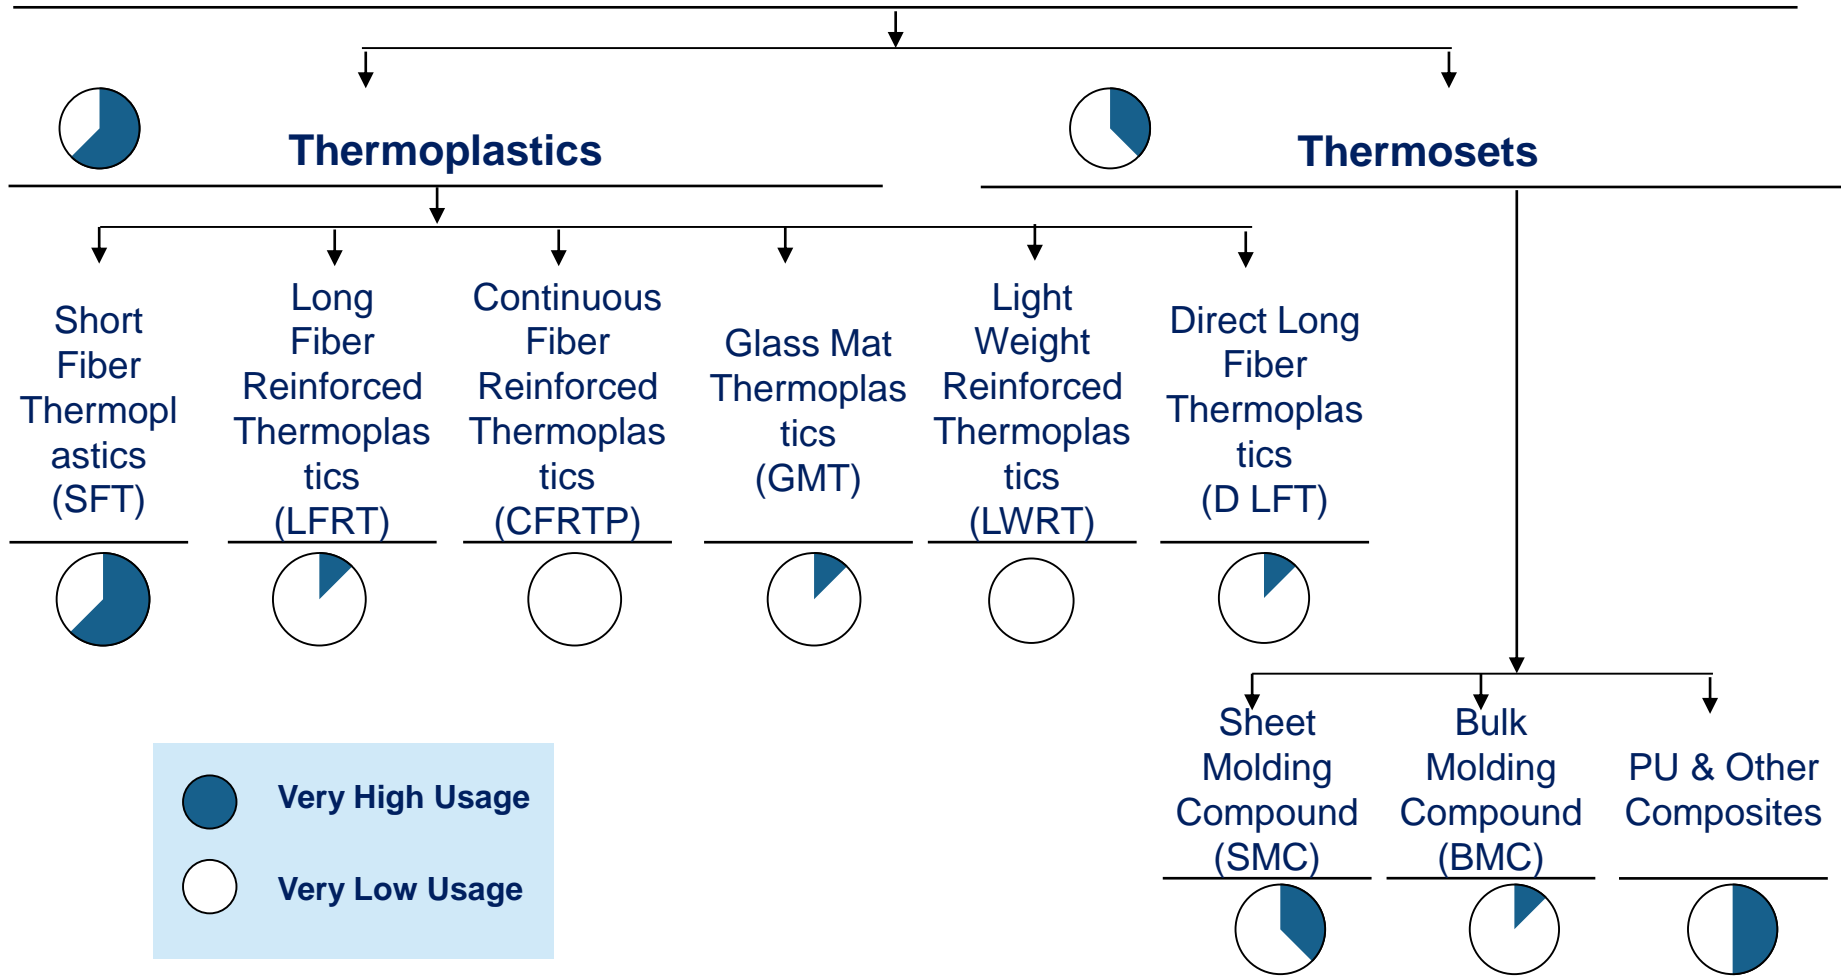 Thermoplastics
Thermosets
Short
Fiber
Thermopl
astics
(SFT)
Long
Fiber
Reinforced
Thermoplas
tics
(LFRT)
Continuous
Fiber
Reinforced
Thermoplas
tics
(CFRTP)
Glass Mat
Thermoplas
tics
(GMT)
Light
Weight
Reinforced
Thermoplas
tics
(LWRT)
Direct Long
Fiber
Thermoplas
tics
(D LFT)
Sheet
Molding
Compound
(SMC)
Bulk
Molding
Compound
(BMC)
PU & Other
Composites
Very High Usage
Very Low Usage